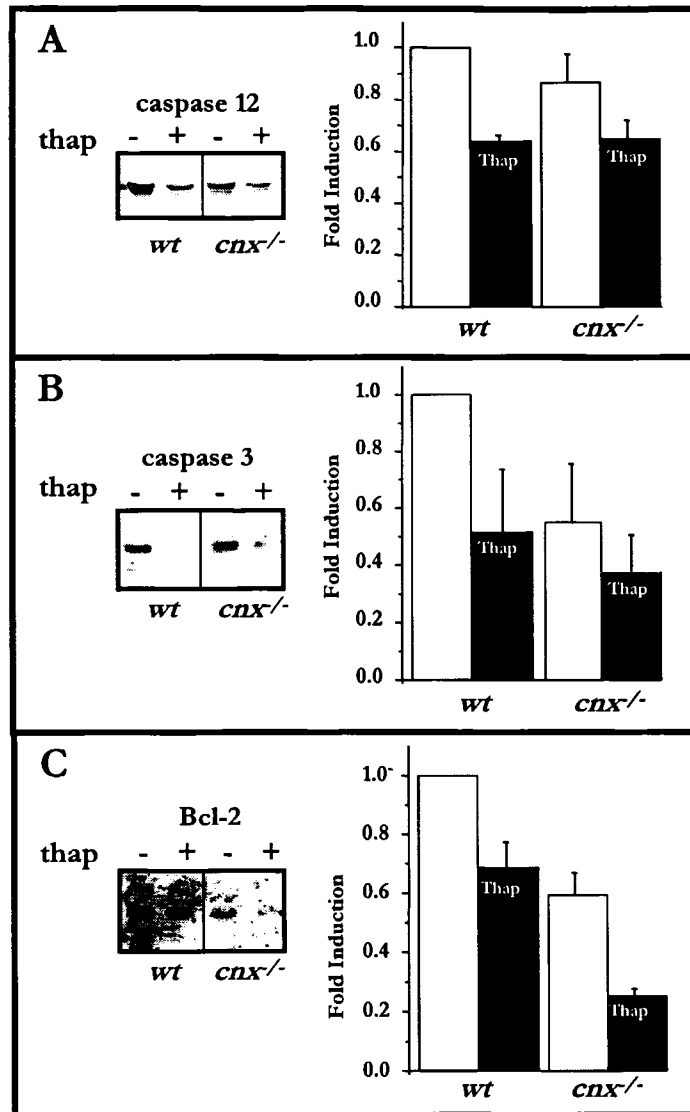 A
caspase 12
thap - + - +
wt cnx-/-
Fold Induction
1.0
0.8
0.6
0.4
0.2
0.0
Thap
Thap
wt cnx-/-
B
caspase 3
thap - + - +
wt cnx-/-
Fold Induction
1.0
0.8
0.6
0.4
0.2
0.0
Thap
Thap
wt cnx-/-
C
Bcl-2
thap - + - +
wt cnx-/-
Fold Induction
1.0
0.8
0.6
0.4
0.2
0.0
Thap
Thap
wt cnx-/-